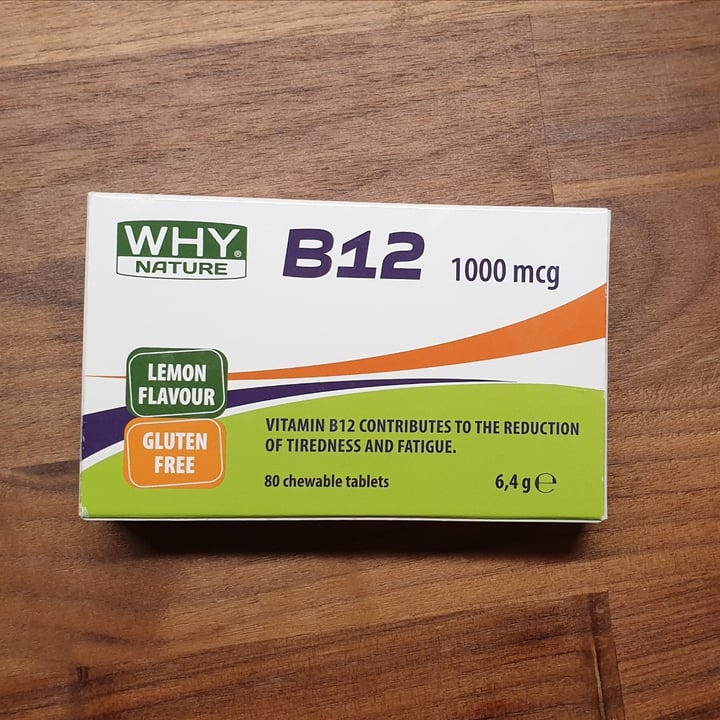 WHY®
NATURE
B12 1000 mcg
LEMON
FLAVOUR
GLUTEN
FREE
VITAMIN B12 CONTRIBUTES TO THE REDUCTION
OF TIREDNESS AND FATIGUE.
80 chewable tablets 6,4 g ℮